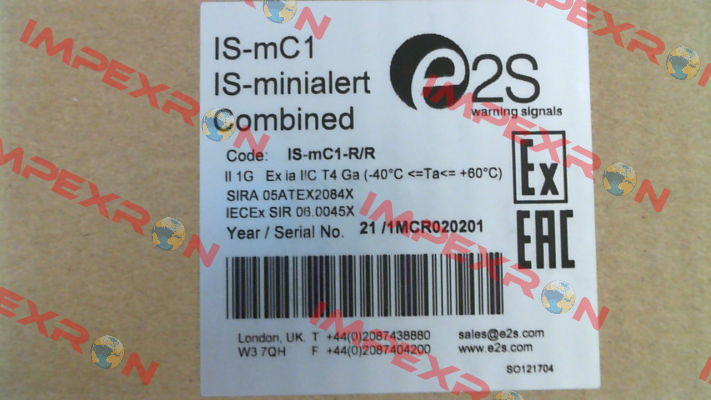 IS-mC1
IS-minialert
Combined
e2S
warning signals
Code: IS-mC1-R/R
II 1G Ex ia IIC T4 Ga (-40°C <=Ta<= +60°C)
SIRA 05ATEX2084X
IECEx SIR 06.0045X
Year / Serial No. 21 /1MCR020201
Ex
EAC
London, UK. T +44(0)2087438880 sales@e2s.com
W3 7QH F +44(0)2087404200 www.e2s.com
SO121704
IMPEXRON
IMPEXRON
IMPEXRON
IMPEXRON
IMPEXRON
IMPEXRON